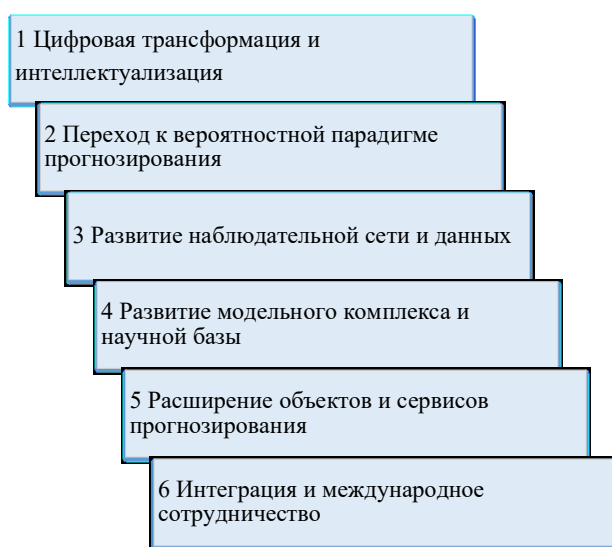 1 Цифровая трансформация и
интеллектуализация
2 Переход к вероятностной парадигме
прогнозирования
3 Развитие наблюдательной сети и данных
4 Развитие модельного комплекса и
научной базы
5 Расширение объектов и сервисов
прогнозирования
6 Интеграция и международное
сотрудничество